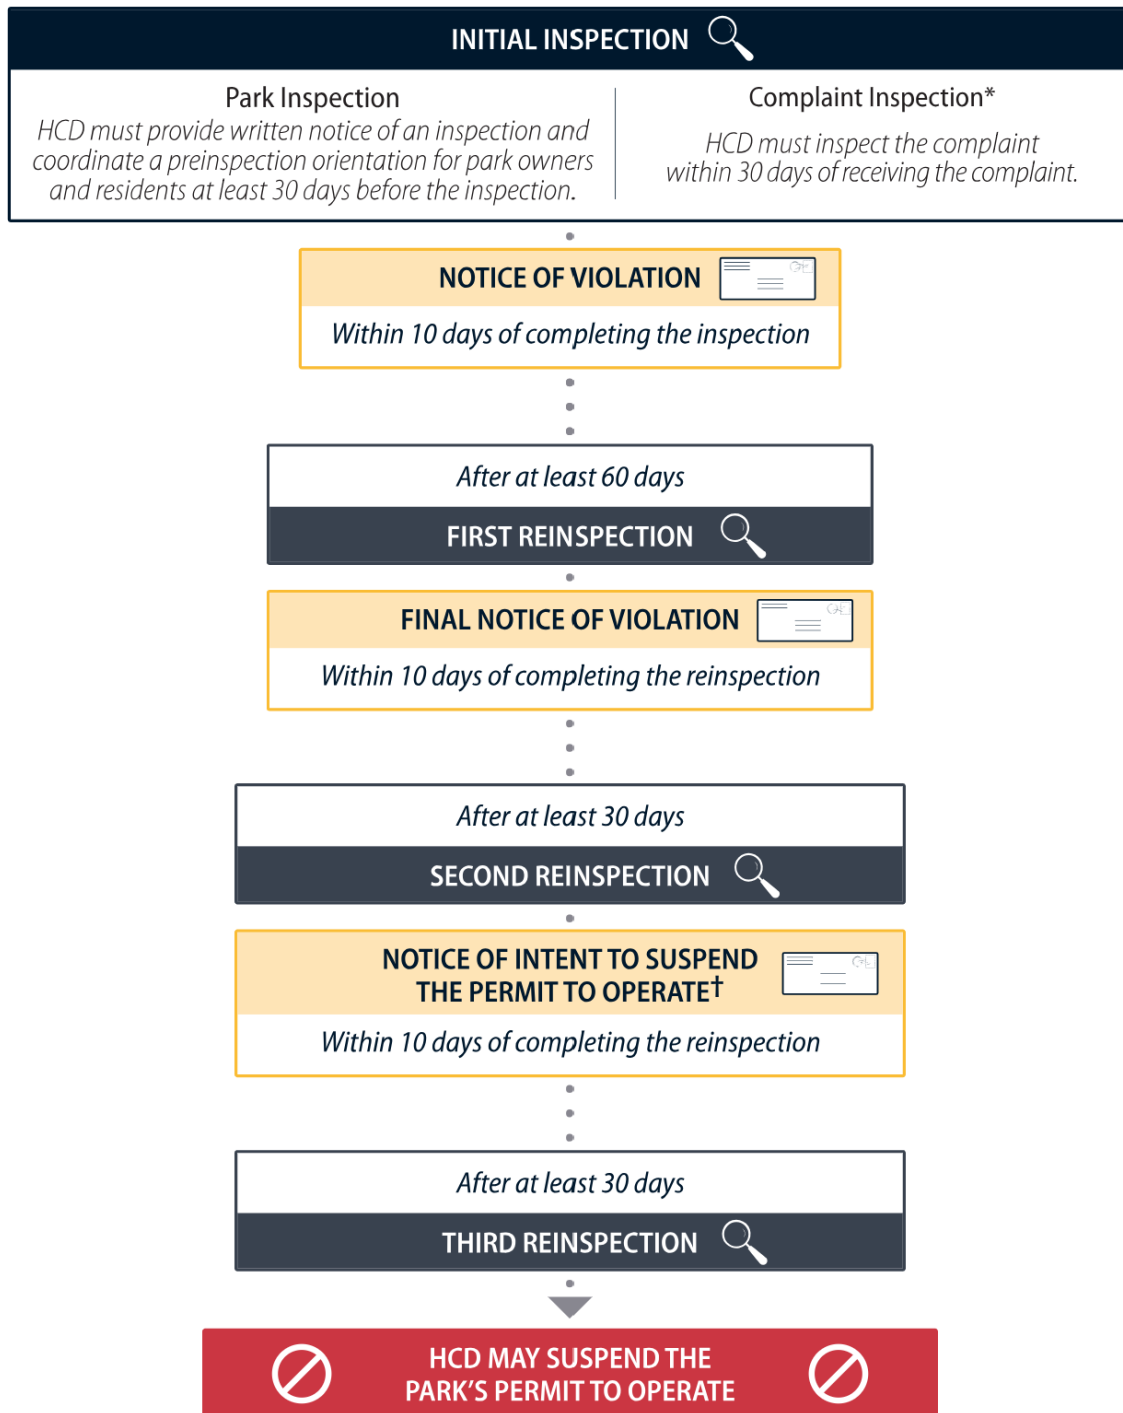 INITIAL INSPECTION
Park Inspection
HCD must provide written notice of an inspection and
coordinate a preinspection orientation for park owners
and residents at least 30 days before the inspection.
Complaint Inspection*
HCD must inspect the complaint
within 30 days of receiving the complaint.
NOTICE OF VIOLATION
Within 10 days of completing the inspection
After at least 60 days
FIRST REINSPECTION
FINAL NOTICE OF VIOLATION
Within 10 days of completing the reinspection
After at least 30 days
SECOND REINSPECTION
NOTICE OF INTENT TO SUSPEND
THE PERMIT TO OPERATE†
Within 10 days of completing the reinspection
After at least 30 days
THIRD REINSPECTION
HCD MAY SUSPEND THE
PARK'S PERMIT TO OPERATE